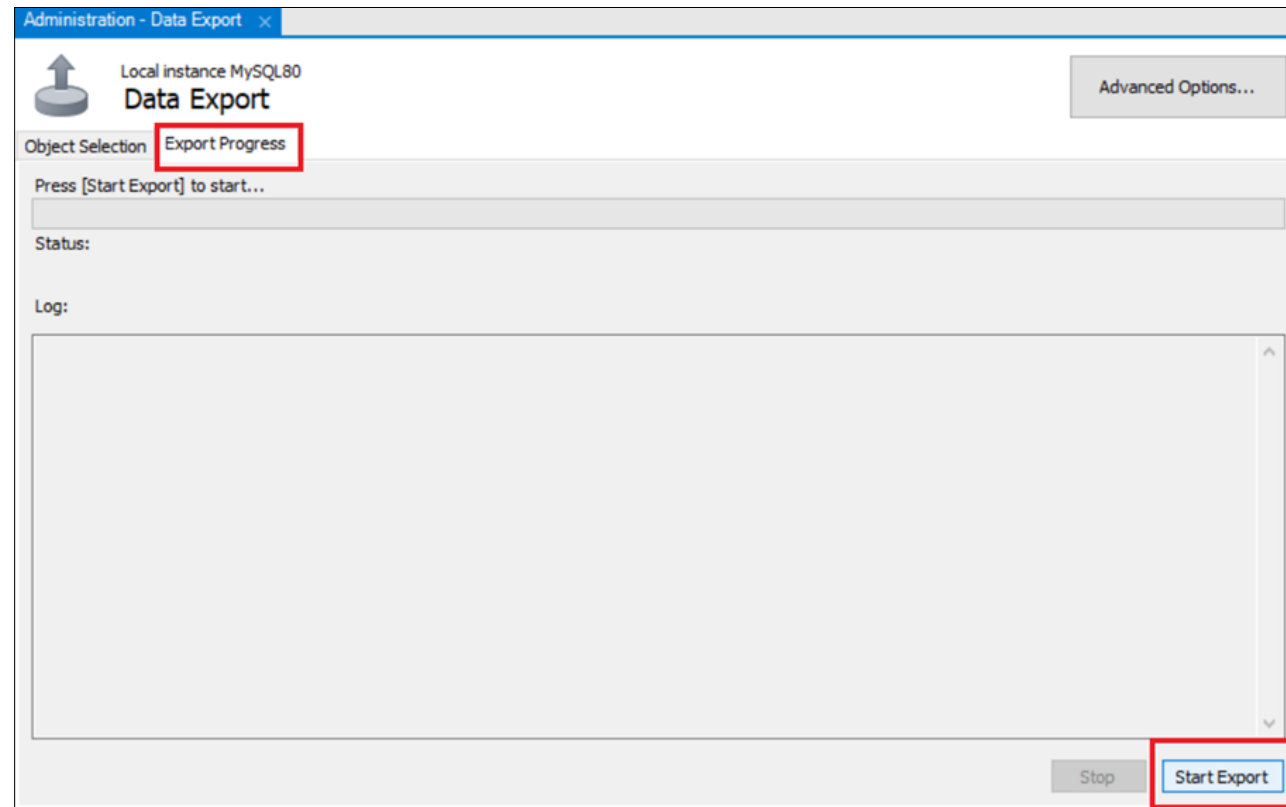 Administration - Data Export ×
Local instance MySQL80
Data Export
Advanced Options...
Object Selection Export Progress
Press [Start Export] to start...
Status:
Log:
Stop Start Export